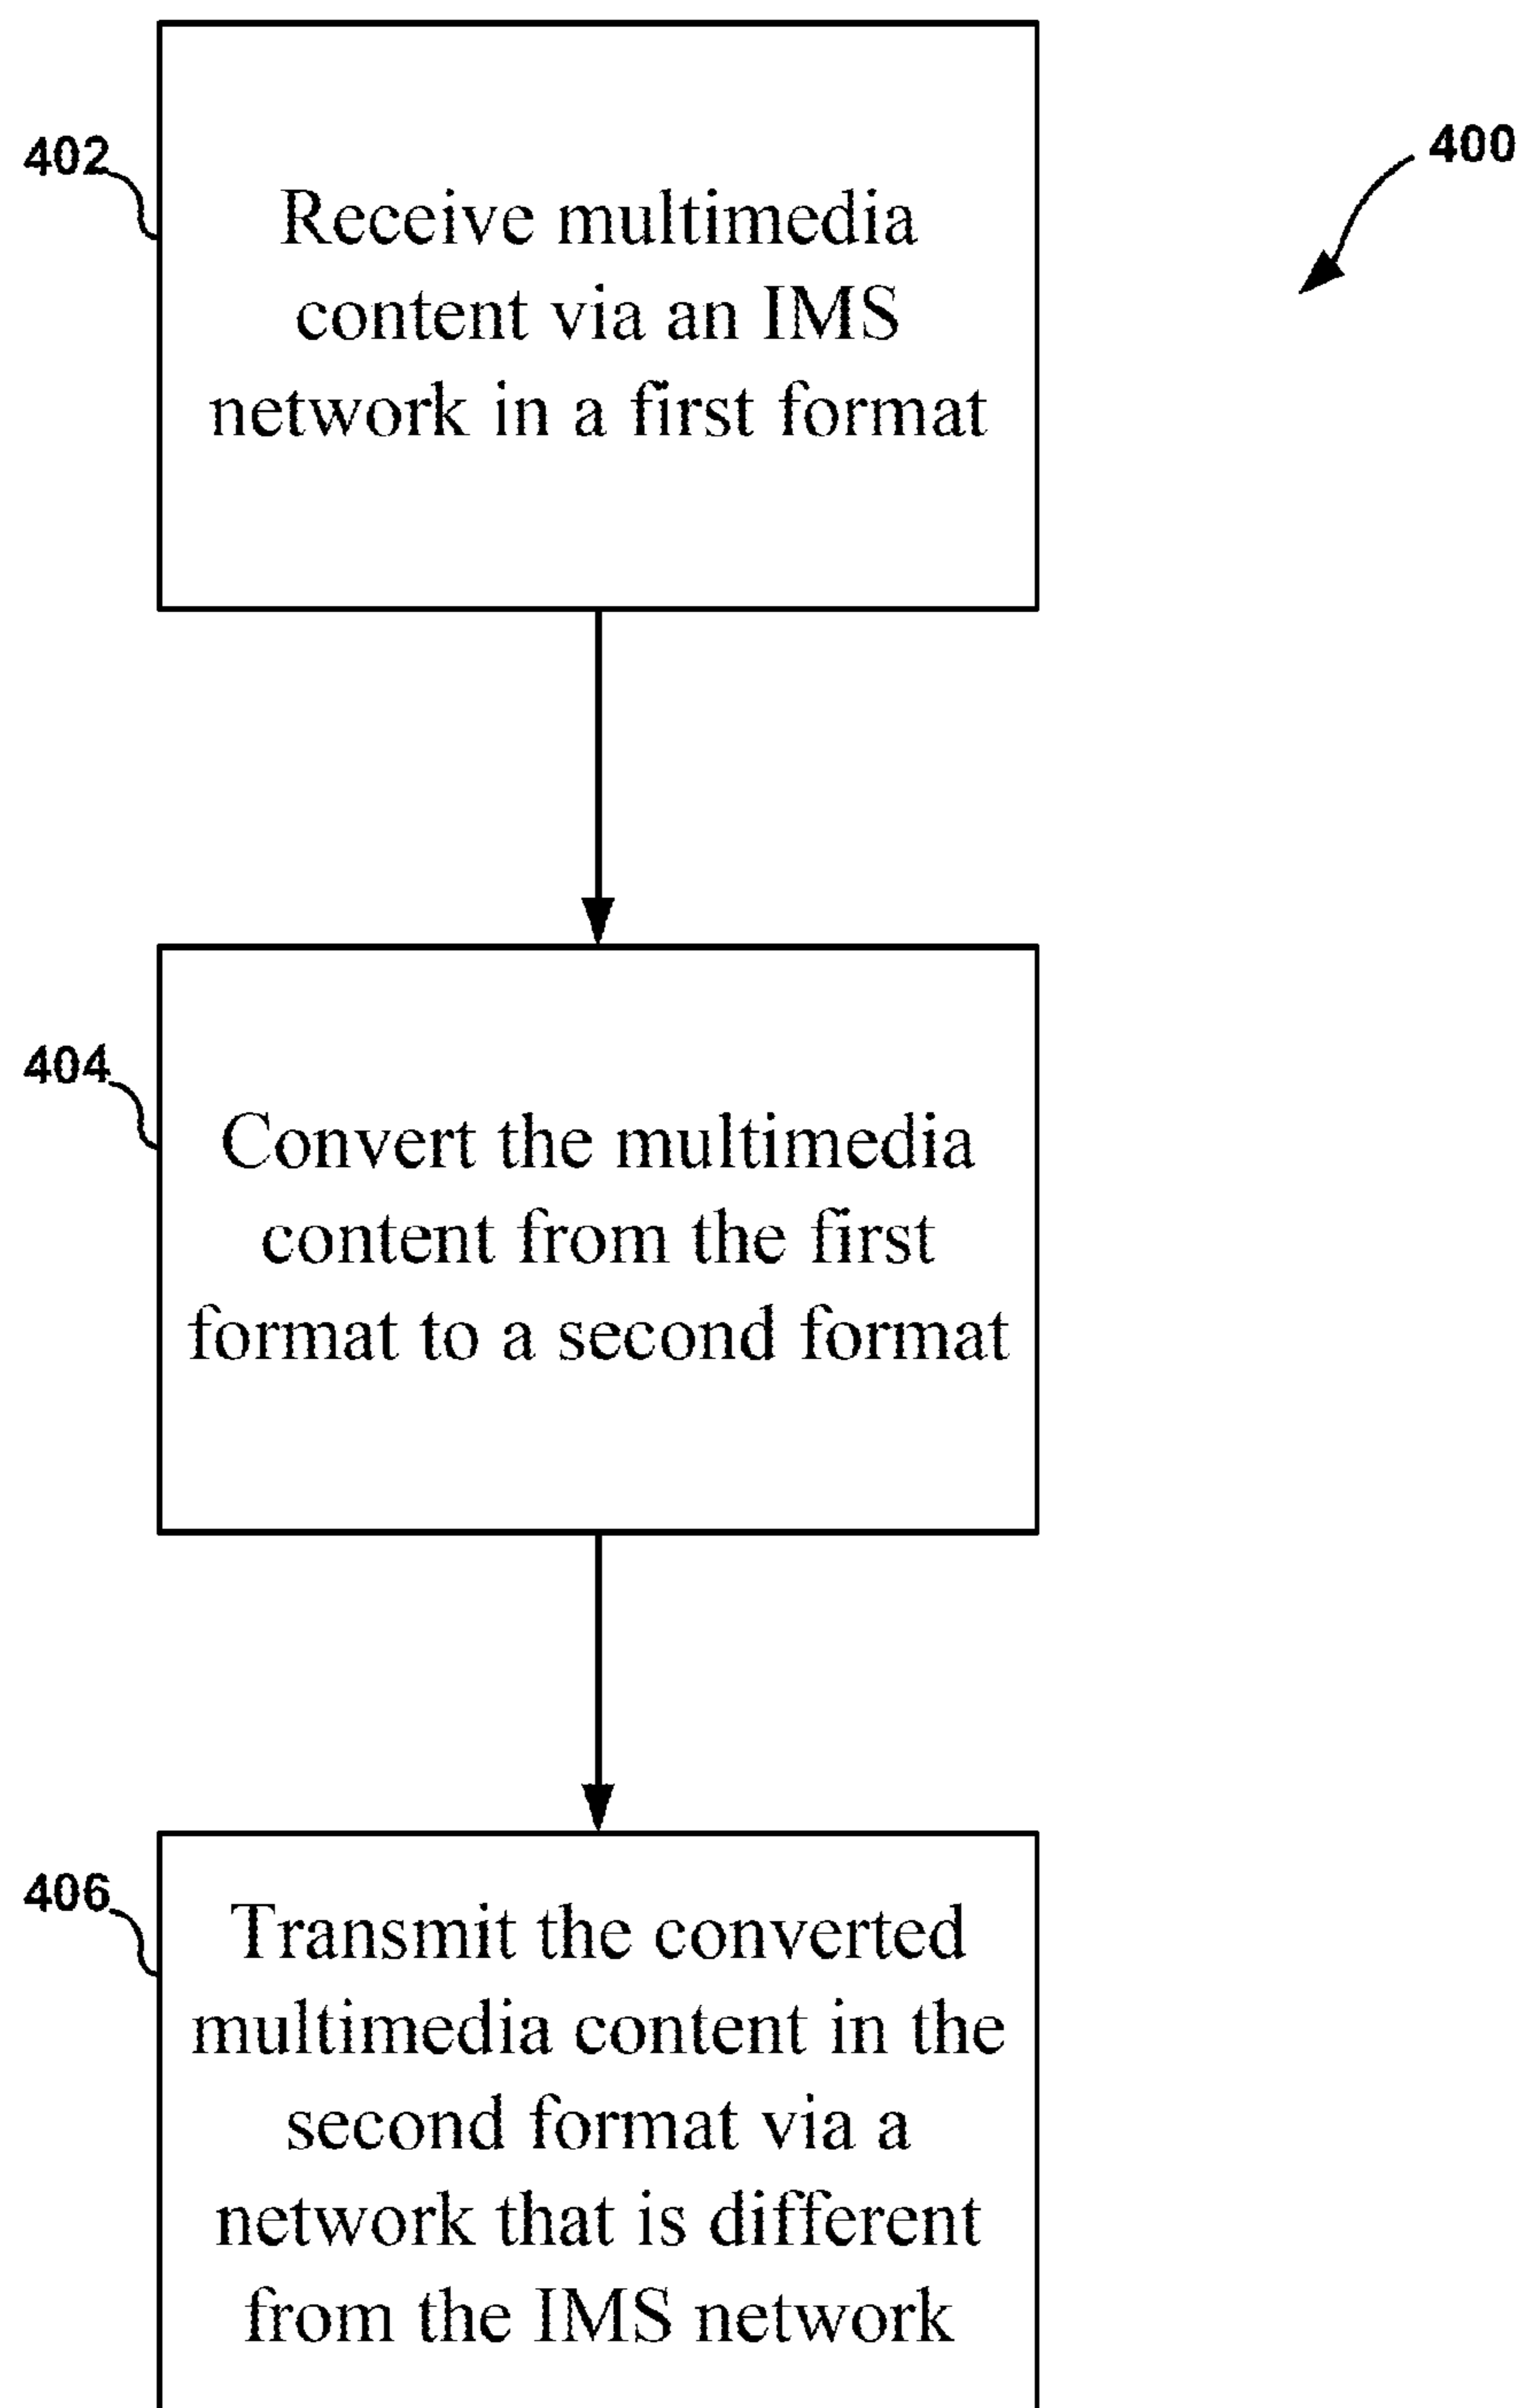 400
402
Receive multimedia
content via an IMS
network in a first format
404
Convert the multimedia
content from the first
format to a second format
406
Transmit the converted
multimedia content in the
second format via a
network that is different
from the IMS network